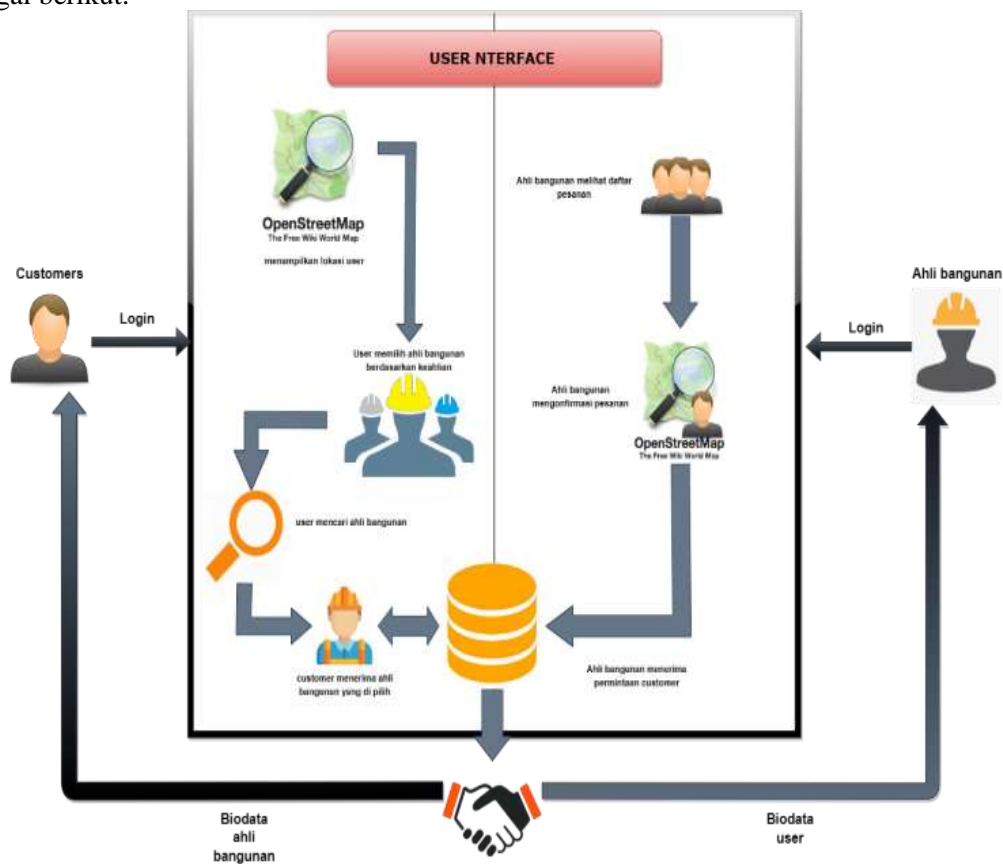 gai berikut.
USER NTERFACE
OpenStreetMap
The Free Wiki World Map
menampilkan lokasi user
Ahli bangunan melihat daftar
pesanan
Customers
Login
Ahli bangunan
Login
User memilih ahli bangunan
berdasarkan keahlian
Ahli bangunan
mengonfirmasi pesanan
OpenStreetMap
The Free Wiki World Map
user mencari ahli bangunan
customer menerima ahli
bangunan yang di pilih
Ahli bangunan menerima
permintaan customer
Biodata
ahli
bangunan
Biodata
user